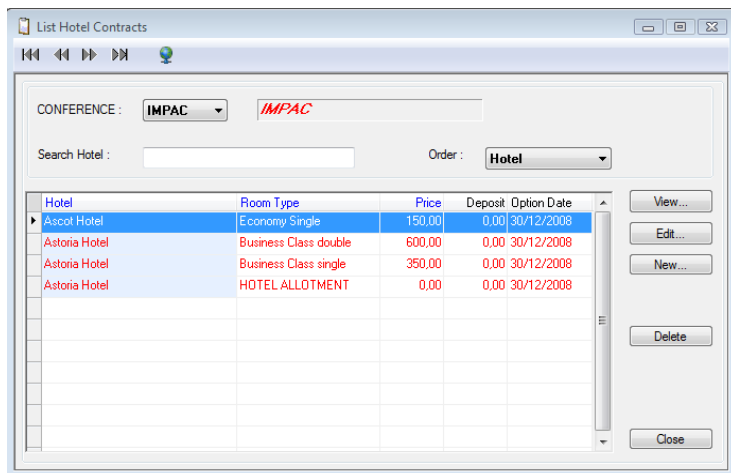 List Hotel Contracts
CONFERENCE : IMPAC IMPAC
Search Hotel : Order : Hotel
Hotel Room Type Price Deposit Option Date View...
Ascot Hotel Economy Single 150,00 0,00 30/12/2008
Astoria Hotel Business Class double 600,00 0,00 30/12/2008 Edit...
Astoria Hotel Business Class single 350,00 0,00 30/12/2008 New...
Astoria Hotel HOTEL ALLOTMENT 0,00 0,00 30/12/2008
Delete
Close